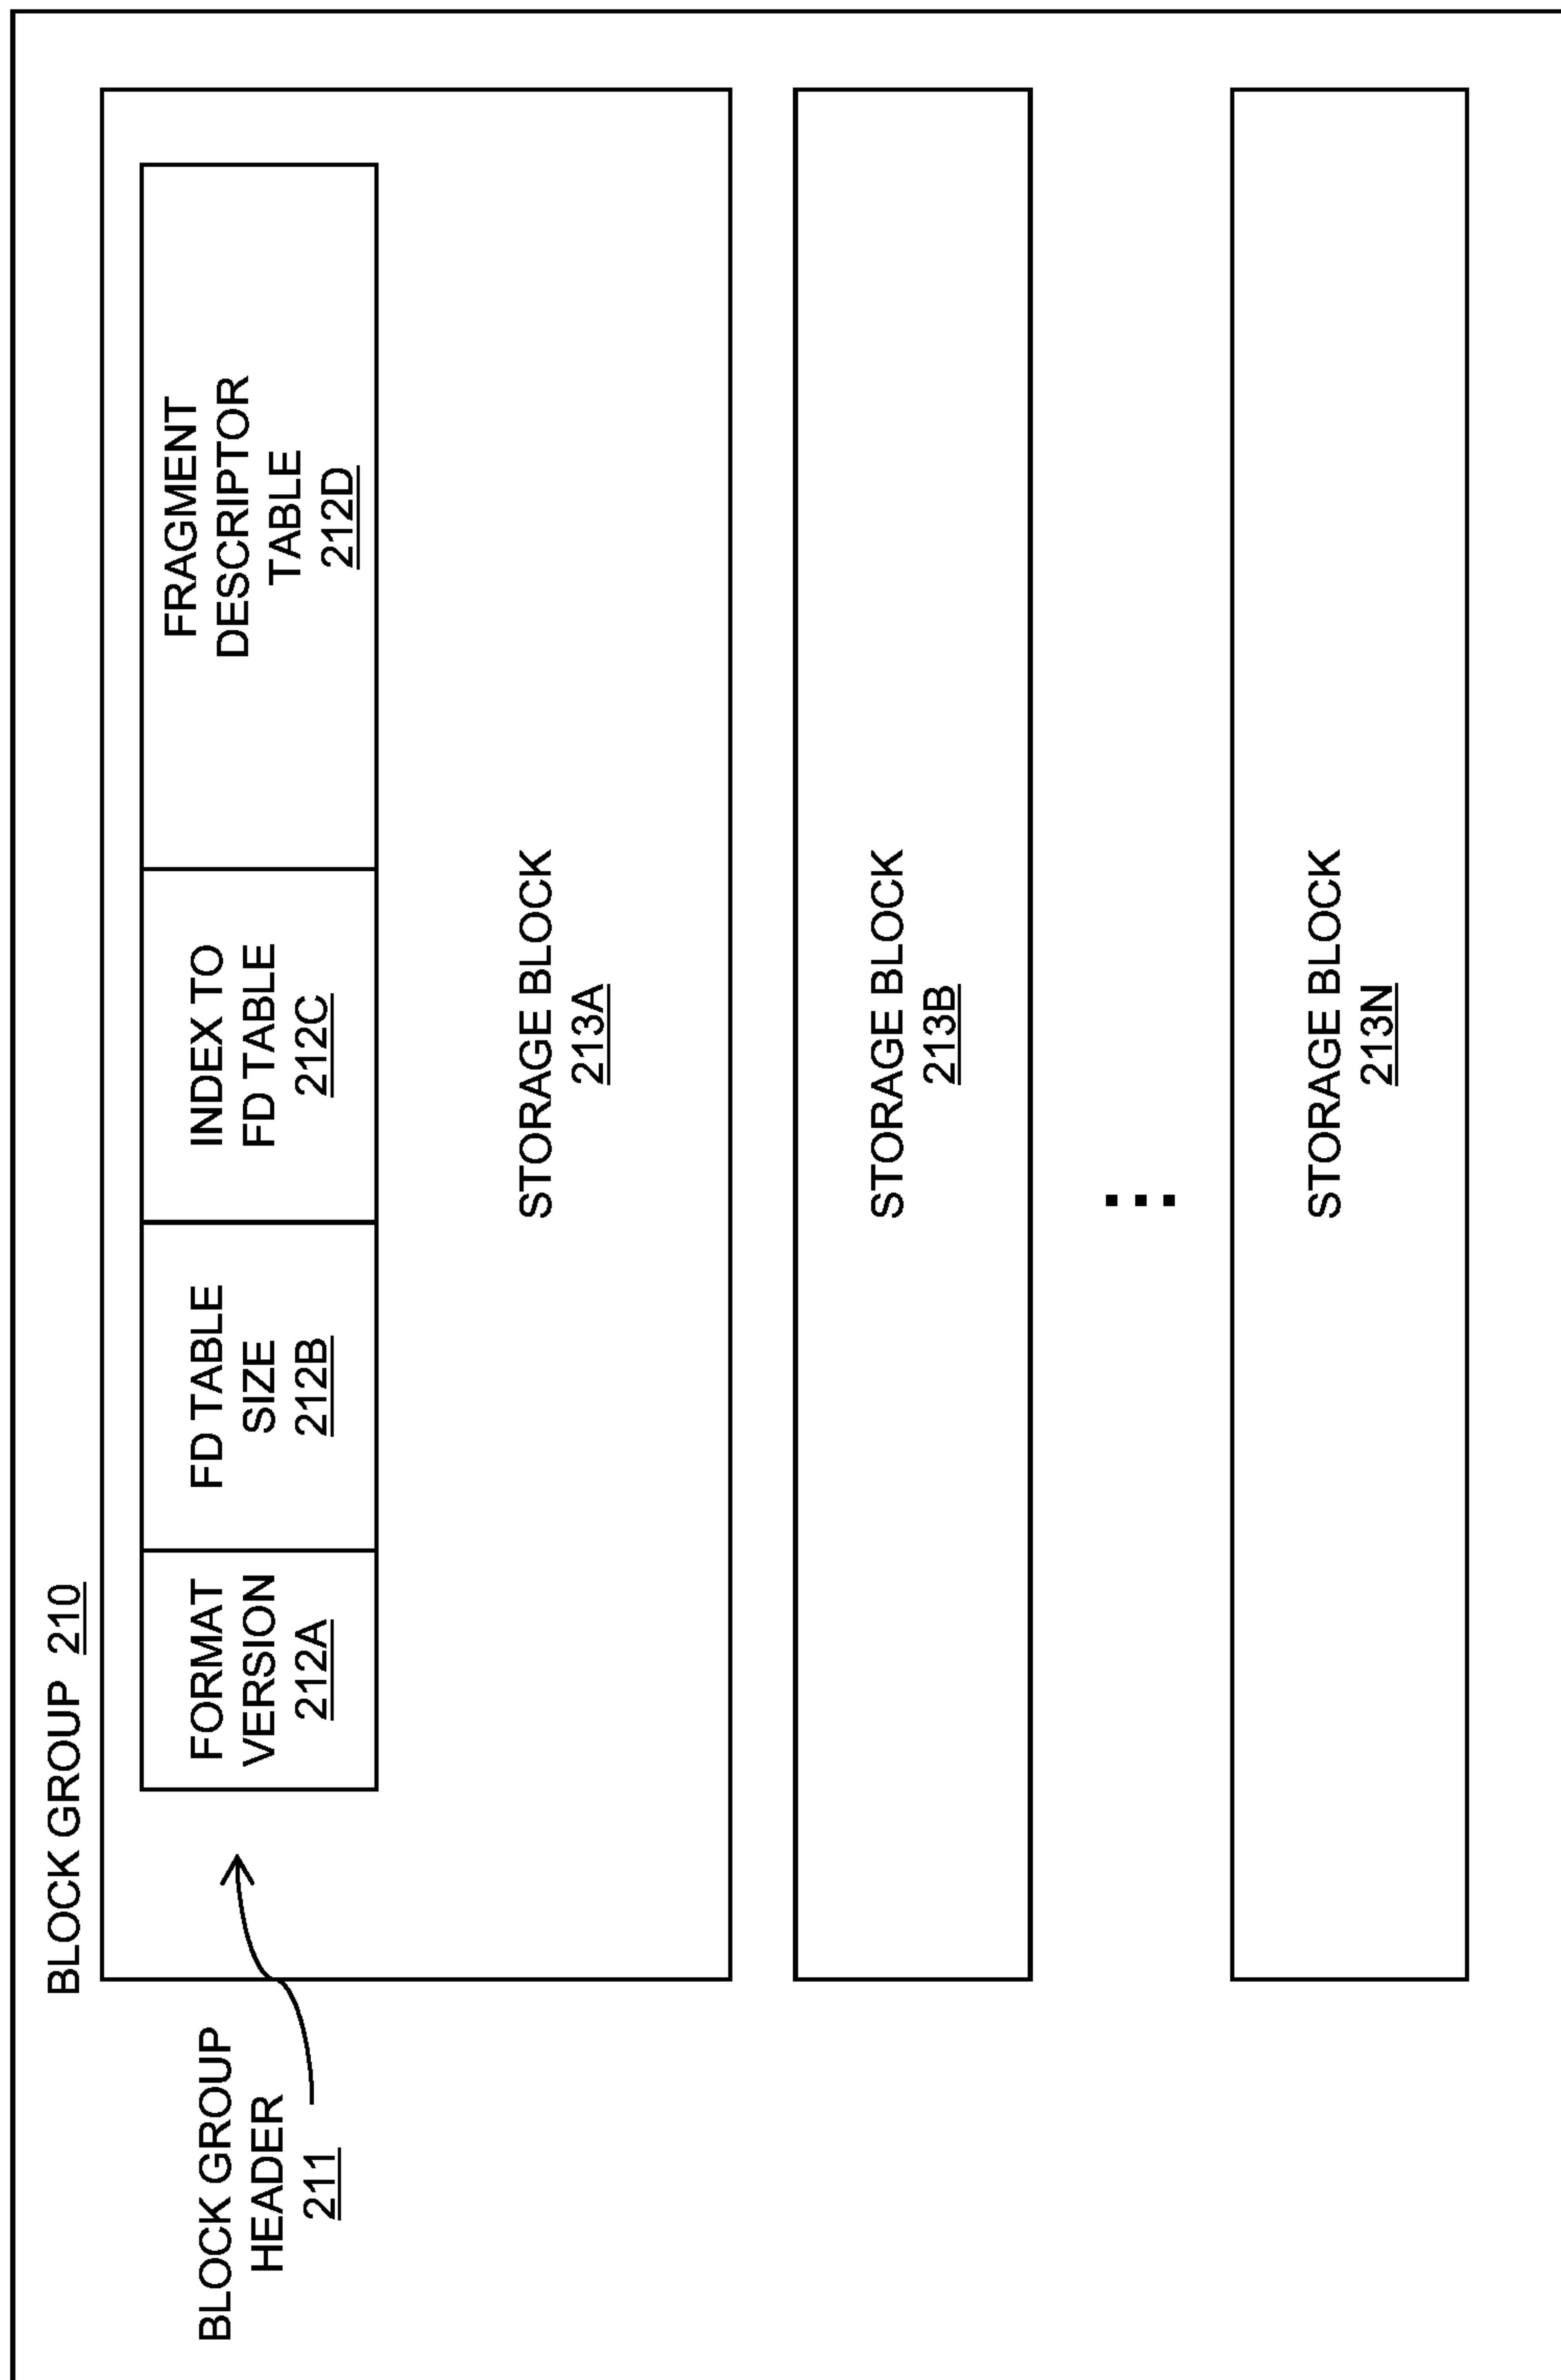 BLOCK GROUP 210
BLOCK GROUP
HEADER
211
FORMAT
VERSION
212A
FD TABLE
SIZE
212B
INDEX TO
FD TABLE
212C
FRAGMENT
DESCRIPTOR
TABLE
212D
STORAGE BLOCK
213A
STORAGE BLOCK
213B
STORAGE BLOCK
213N